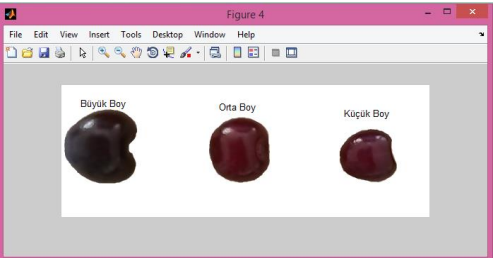 Figure 4
File Edit View Insert Tools Desktop Window Help
Büyük Boy
Orta Boy
Küçük Boy